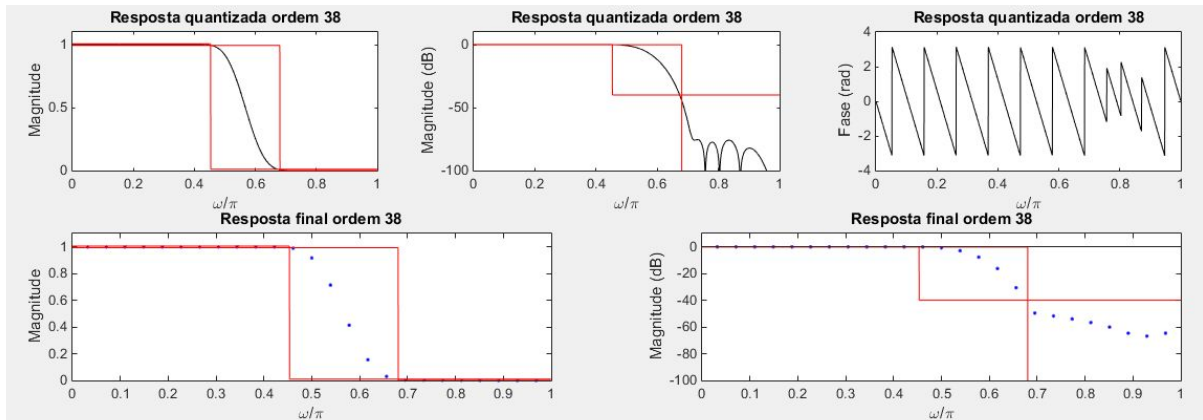 Resposta quantizada ordem 38
Magnitude
1
0.5
0
0 0.2 0.4 0.6 0.8 1
ω/π
Resposta quantizada ordem 38
Magnitude (dB)
0
-50
-100
0 0.2 0.4 0.6 0.8 1
ω/π
Resposta quantizada ordem 38
Fase (rad)
4
2
0
-2
-4
0 0.2 0.4 0.6 0.8 1
ω/π
Resposta final ordem 38
Magnitude
1
0.8
0.6
0.4
0.2
0
0 0.1 0.2 0.3 0.4 0.5 0.6 0.7 0.8 0.9 1
ω/π
Resposta final ordem 38
Magnitude (dB)
0
-20
-40
-60
-80
-100
0 0.1 0.2 0.3 0.4 0.5 0.6 0.7 0.8 0.9 1
ω/π